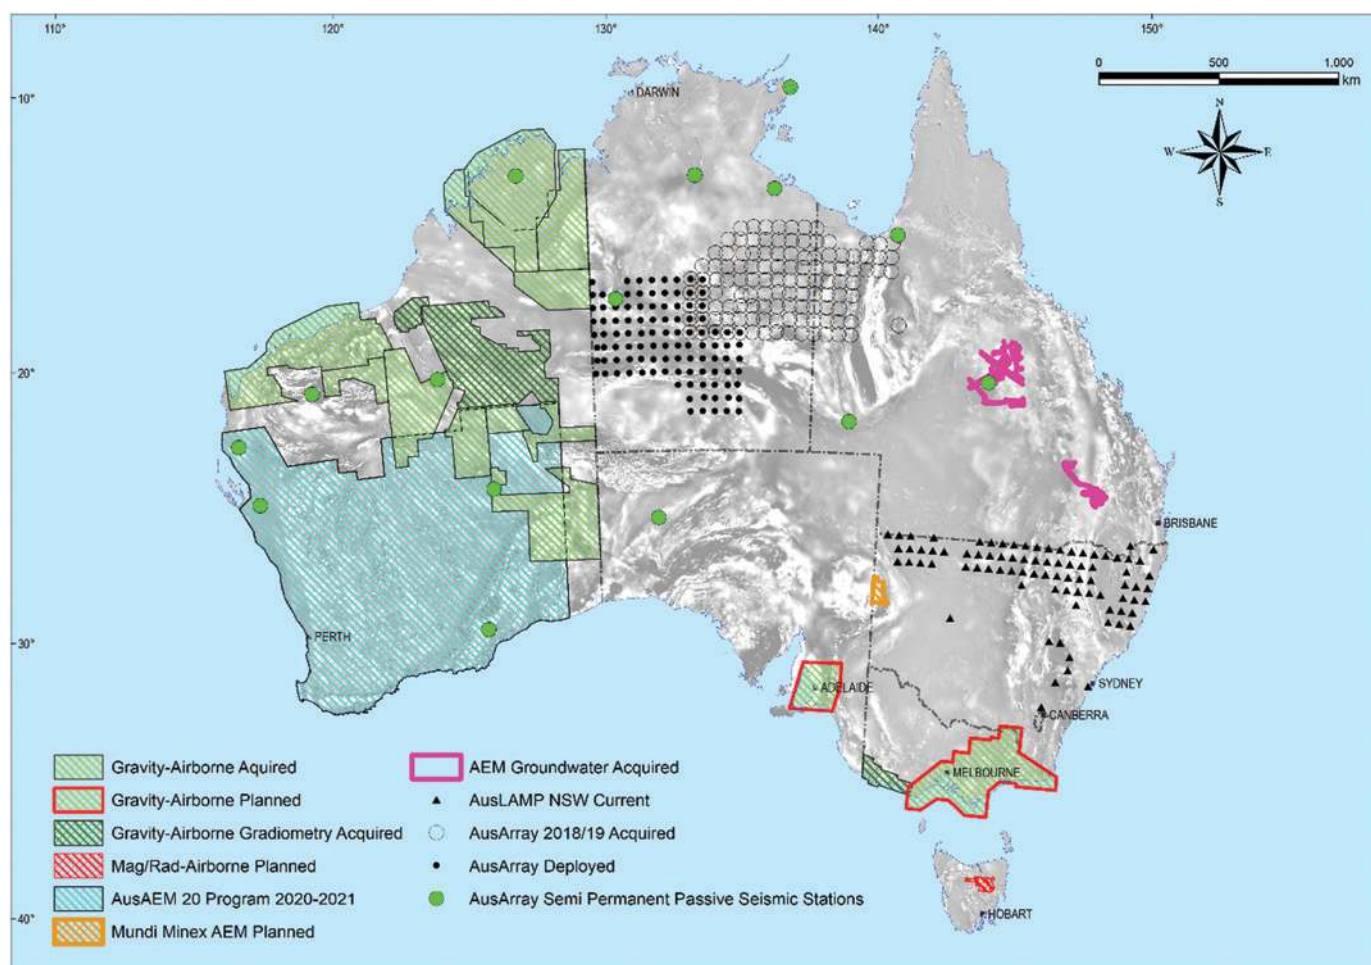 110°
120°
130°
140°
150°
0 500 1,000
km
10°
20°
30°
40°
N
W E
S
DARWIN
BRISBANE
PERTH
ADELAIDE
SYDNEY
CANBERRA
MELBOURNE
HOBART
Gravity-Airborne Aquired
Gravity-Airborne Planned
Gravity-Airborne Gradiometry Acquired
Mag/Rad-Airborne Planned
AusAEM 20 Program 2020-2021
Mundi Minex AEM Planned
AEM Groundwater Acquired
AusLAMP NSW Current
AusArray 2018/19 Acquired
AusArray Deployed
AusArray Semi Permanent Passive Seismic Stations